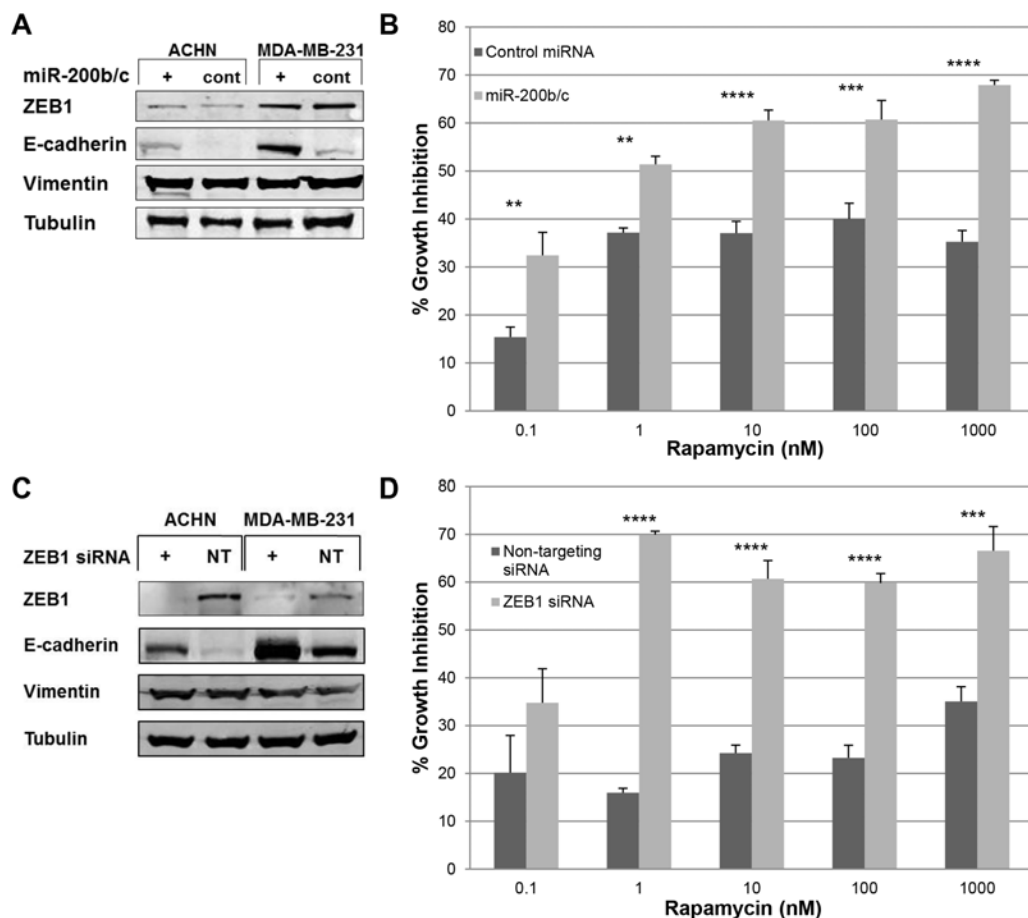 A
ACHN MDA-MB-231
miR-200b/c + cont + cont
ZEB1
E-cadherin
Vimentin
Tubulin
B
80
70
60
50
40
30
20
10
0
% Growth Inhibition
Control miRNA
miR-200b/c
** ** **** *** ****
0.1 1 10 100 1000
Rapamycin (nM)
C
ACHN MDA-MB-231
ZEB1 siRNA + NT + NT
ZEB1
E-cadherin
Vimentin
Tubulin
D
80
70
60
50
40
30
20
10
0
% Growth Inhibition
Non-targeting
siRNA
ZEB1 siRNA
**** **** **** ***
0.1 1 10 100 1000
Rapamycin (nM)